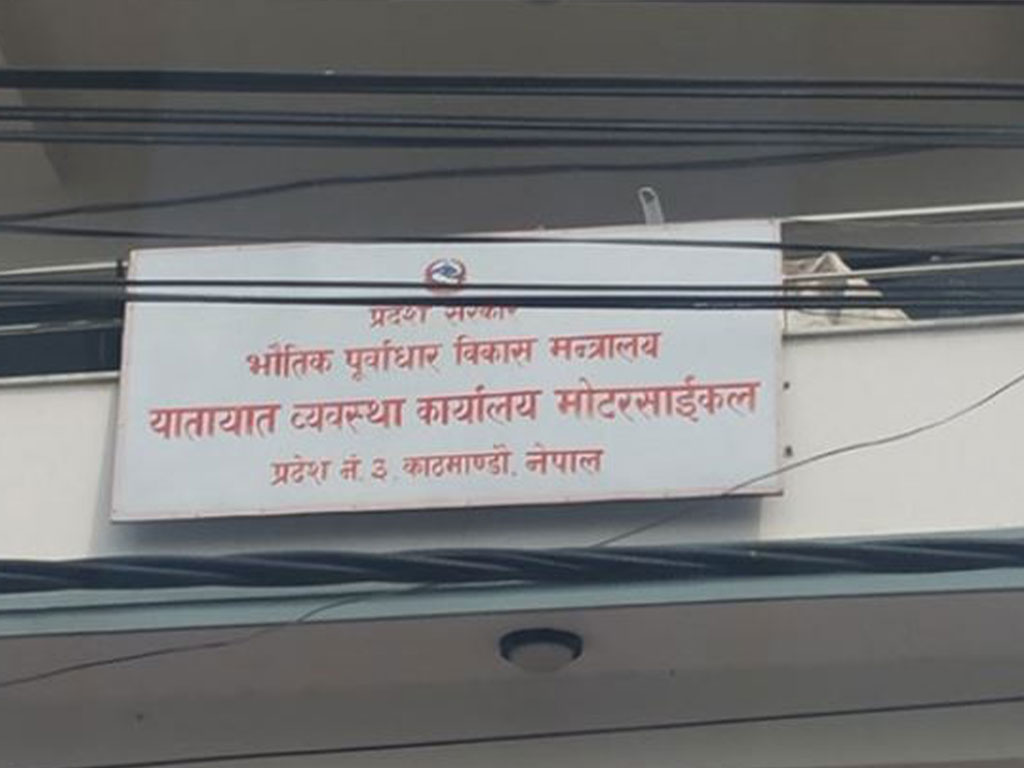 प्रदेश सरकार
भौतिक पूर्वाधार विकास मन्त्रालय
यातायात व्यवस्था कार्यालय मोटरसाईकल
प्रदेश नं. ३, काठमाण्डौ, नेपाल